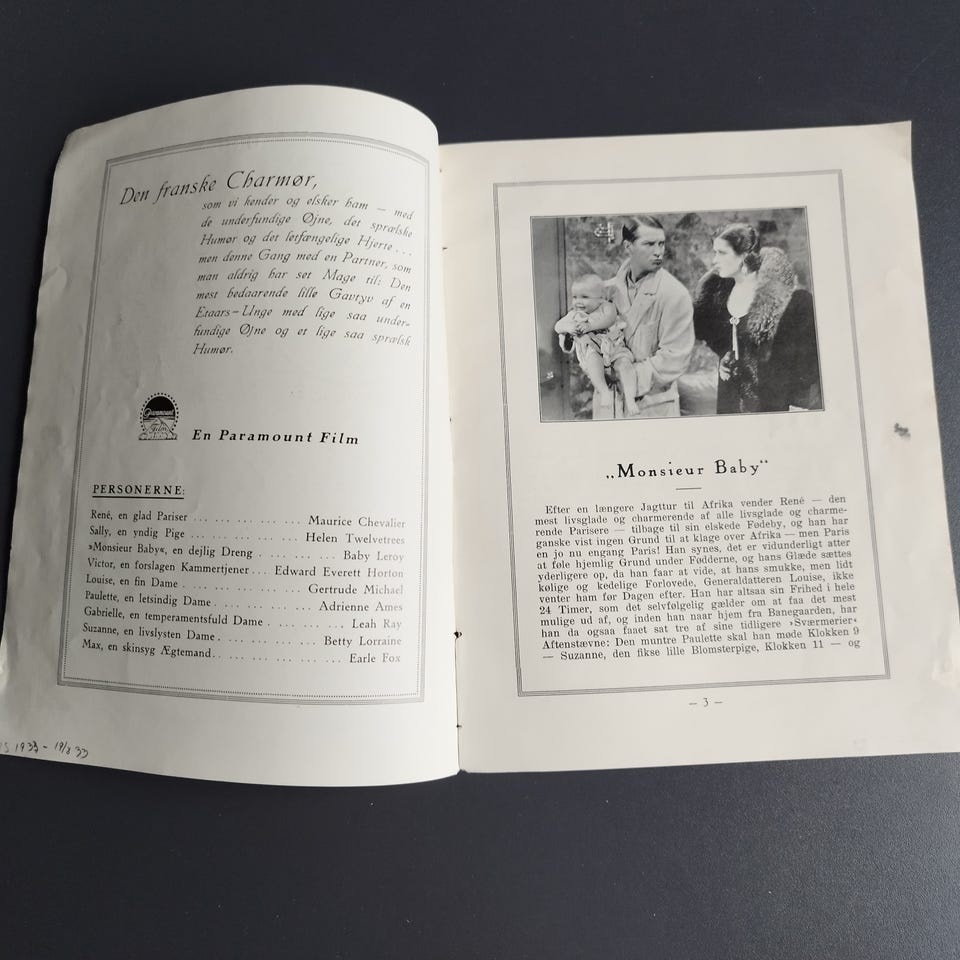 Den franske Charmør,
som vi kender og elsker ham — med
de underfundige Øjne, det sprælske
Humør og det letfængelige Hjerte...
men denne Gang med en Partner, som
man aldrig har set Mage til: Den
mest bedaarende lille Gavtyv af en
Etaars-Unge med lige saa under-
fundige Øjne og et lige saa sprælsk
Humør.
Paramount
Film
En Paramount Film
PERSONERNE:
René, en glad Pariser ... ... ... ... ... Maurice Chevalier
Sally, en yndig Pige ... ... ... ... ... Helen Twelvetrees
»Monsieur Baby«, en dejlig Dreng ... ... ... Baby Leroy
Victor, en forslagen Kammertjener... Edward Everett Horton
Louise, en fin Dame ... ... ... ... ... Gertrude Michael
Paulette, en letsindig Dame ... ... ... ... Adrienne Ames
Gabrielle, en temperamentsfuld Dame ... ... ... Leah Ray
Suzanne, en livslysten Dame ... ... ... ... Betty Lorraine
Max, en skinsyg Ægtemand... ... ... ... ... Earle Fox
1933 - 19/8 33
„Monsieur Baby“
Efter en længere Jagttur til Afrika vender René — den
mest livsglade og charmerende af alle livsglade og charme-
rende Parisere — tilbage til sin elskede Fødeby, og han har
ganske vist ingen Grund til at klage over Afrika — men Paris
en jo nu engang Paris! Han synes, det er vidunderligt atter
at føle hjemlig Grund under Fødderne, og hans Glæde sættes
yderligere op, da han faar at vide, at hans smukke, men lidt
kølige og kedelige Forlovede, Generaldatteren Louise, ikke
venter ham før Dagen efter. Han har altsaa sin Frihed i hele
24 Timer, som det selvfølgelig gælder om at faa det mest
mulige ud af, og inden han naar hjem fra Banegaarden, har
han da ogsaa faaet sat tre af sine tidligere »Sværmerier«
Aftenstævne: Den muntre Paulette skal han møde Klokken 9
— Suzanne, den fikse lille Blomsterpige, Klokken 11 — og
— 3 —